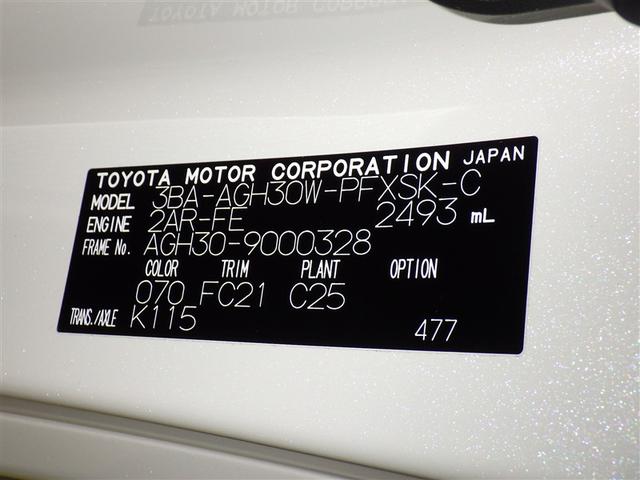 TOYOTA MOTOR CORPORATION JAPAN
MODEL 3BA-AGH30W-PFXSK-C
ENGINE 2AR-FE 2493 mL
FRAME No. AGH30-9000328
COLOR TRIM PLANT OPTION
070 FC21 C25
TRANS./AXLE K115
477